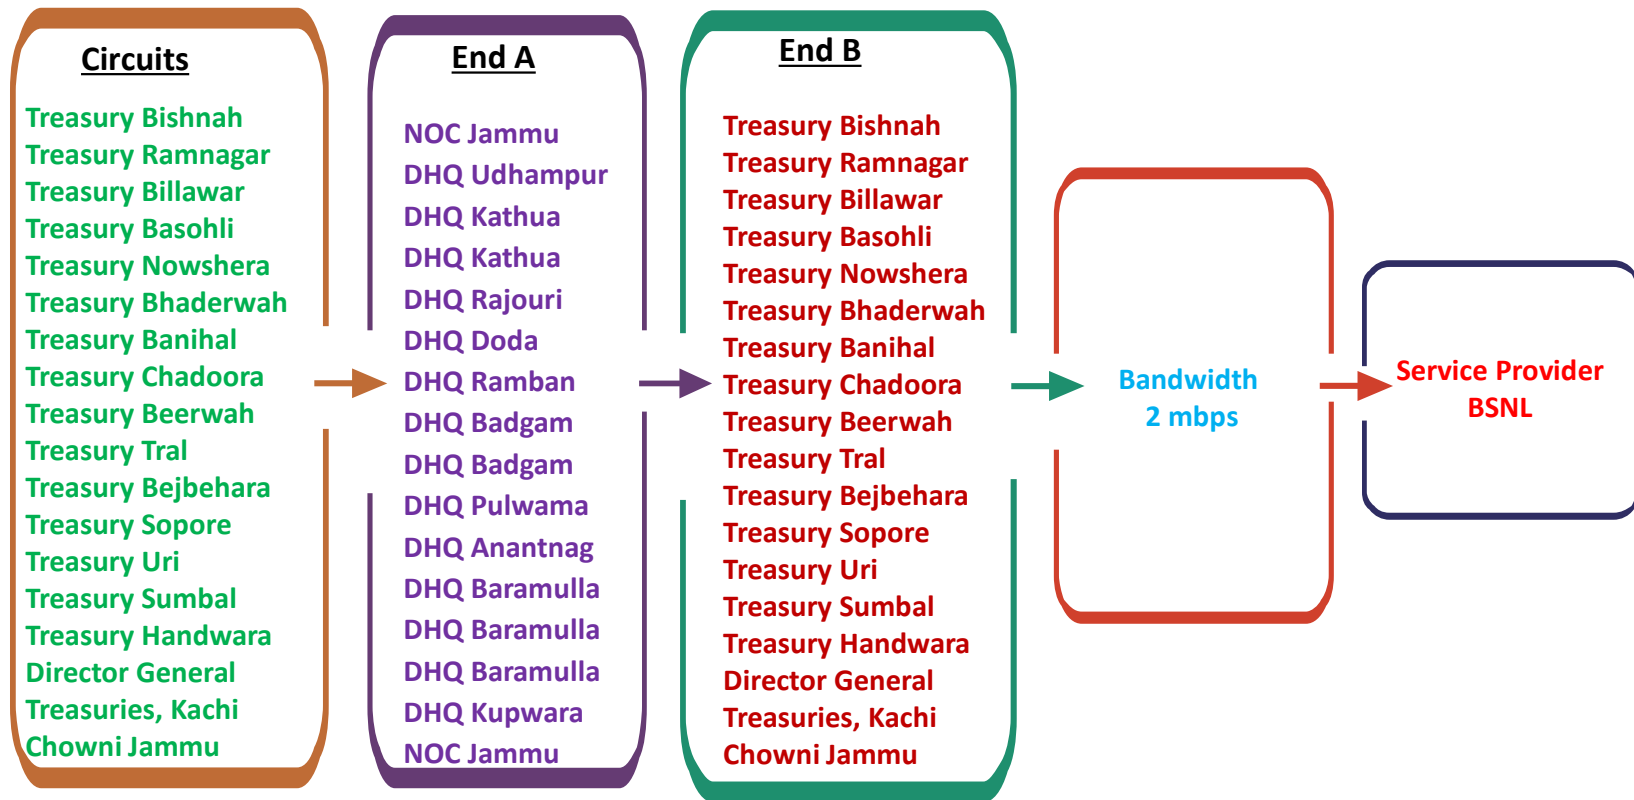 Circuits
Treasury Bishnah
Treasury Ramnagar
Treasury Billawar
Treasury Basohli
Treasury Nowshera
Treasury Bhaderwah
Treasury Banihal
Treasury Chadoora
Treasury Beerwah
Treasury Tral
Treasury Bejbehara
Treasury Sopore
Treasury Uri
Treasury Sumbal
Treasury Handwara
Director General
Treasuries, Kachi
Chowni Jammu
End A
NOC Jammu
DHQ Udhampur
DHQ Kathua
DHQ Kathua
DHQ Rajouri
DHQ Doda
DHQ Ramban
DHQ Badgam
DHQ Badgam
DHQ Pulwama
DHQ Anantnag
DHQ Baramulla
DHQ Baramulla
DHQ Baramulla
DHQ Kupwara
NOC Jammu
End B
Treasury Bishnah
Treasury Ramnagar
Treasury Billawar
Treasury Basohli
Treasury Nowshera
Treasury Bhaderwah
Treasury Banihal
Treasury Chadoora
Treasury Beerwah
Treasury Tral
Treasury Bejbehara
Treasury Sopore
Treasury Uri
Treasury Sumbal
Treasury Handwara
Director General
Treasuries, Kachi
Chowni Jammu
Bandwidth
2 mbps
Service Provider
BSNL